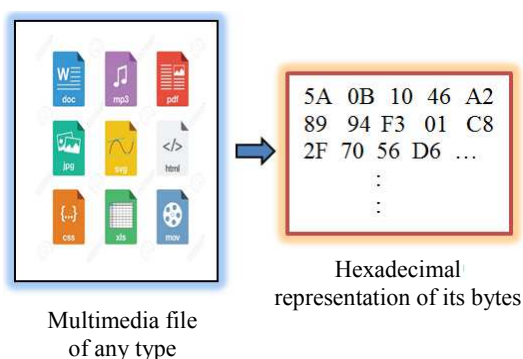 W
doc
mp3
pdf
jpg
svg
</>
html
{...}
css
xls
mov
5A 0B 10 46 A2
89 94 F3 01 C8
2F 70 56 D6 ...
:
:
Hexadecimal
representation of its bytes
Multimedia file
of any type